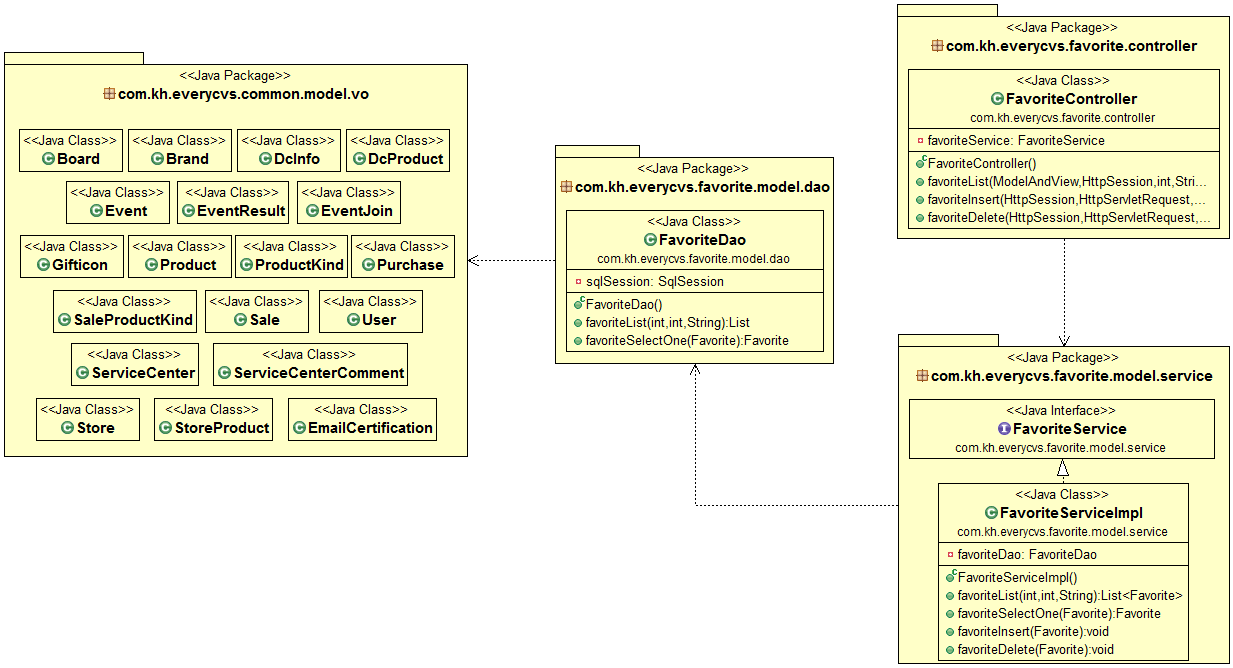 <<Java Package>>
com.kh.everycvs.common.model.vo
<<Java Class>> <<Java Class>> <<Java Class>> <<Java Class>>
Board Brand DcInfo DcProduct
<<Java Class>> <<Java Class>> <<Java Class>>
Event EventResult EventJoin
<<Java Class>> <<Java Class>> <<Java Class>> <<Java Class>>
Gifticon Product ProductKind Purchase
<<Java Class>> <<Java Class>> <<Java Class>>
SaleProductKind Sale User
<<Java Class>> <<Java Class>>
ServiceCenter ServiceCenterComment
<<Java Class>> <<Java Class>> <<Java Class>>
Store StoreProduct EmailCertification
<<Java Package>>
com.kh.everycvs.favorite.model.dao
<<Java Class>>
FavoriteDao
com.kh.everycvs.favorite.model.dao
sqlSession: SqlSession
FavoriteDao()
favoriteList(int,int,String):List
favoriteSelectOne(Favorite):Favorite
<<Java Package>>
com.kh.everycvs.favorite.controller
<<Java Class>>
FavoriteController
com.kh.everycvs.favorite.controller
favoriteService: FavoriteService
FavoriteController()
favoriteList(ModelAndView,HttpSession,int,Stri...
favoriteInsert(HttpSession,HttpServletRequest,...
favoriteDelete(HttpSession,HttpServletRequest,...
<<Java Package>>
com.kh.everycvs.favorite.model.service
<<Java Interface>>
FavoriteService
com.kh.everycvs.favorite.model.service
<<Java Class>>
FavoriteServiceImpl
com.kh.everycvs.favorite.model.service
favoriteDao: FavoriteDao
FavoriteServiceImpl()
favoriteList(int,int,String):List<Favorite>
favoriteSelectOne(Favorite):Favorite
favoriteInsert(Favorite):void
favoriteDelete(Favorite):void